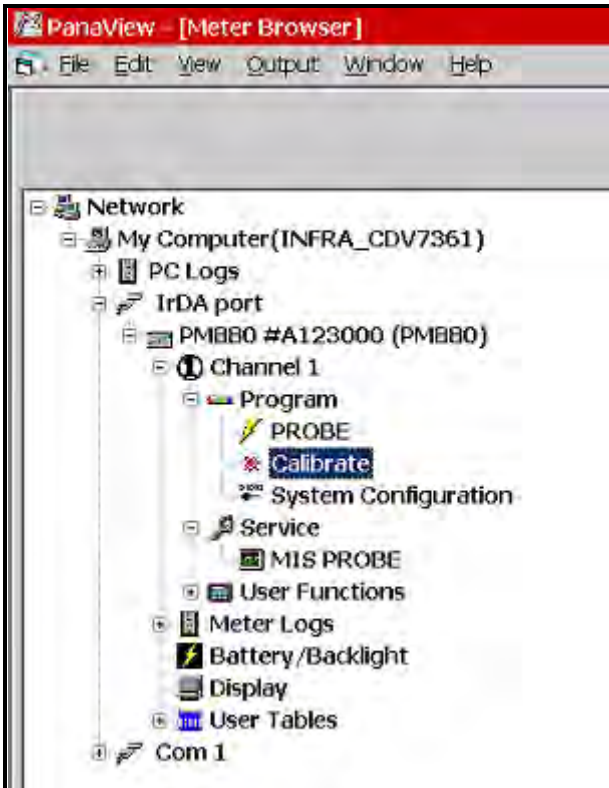 PanaView - [Meter Browser]
File Edit View Output Window Help
Network
My Computer(INFRA_CDV7361)
PC Logs
IrDA port
PM880 #A123000 (PM880)
Channel 1
Program
PROBE
Calibrate
System Configuration
Service
MIS PROBE
User Functions
Meter Logs
Battery/Backlight
Display
User Tables
Com 1